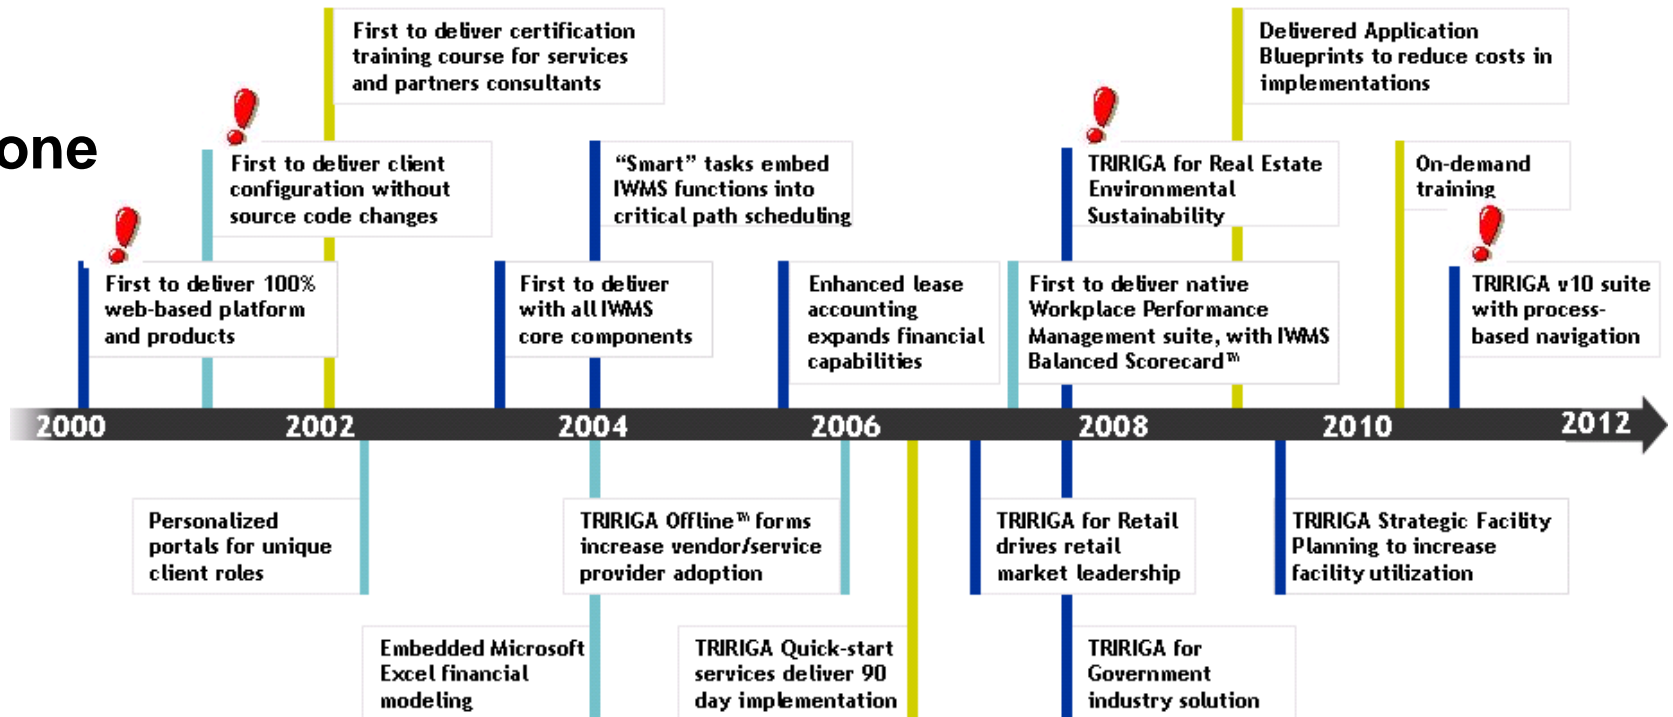 First to deliver certification
training course for services
and partners consultants
Delivered Application
Blueprints to reduce costs in
implementations
one
First to deliver client
configuration without
source code changes
“Smart” tasks embed
IWMS functions into
critical path scheduling
TRIRIGA for Real Estate
Environmental
Sustainability
On-demand
training
First to deliver 100%
web-based platform
and products
First to deliver
with all IWMS
core components
Enhanced lease
accounting
expands financial
capabilities
First to deliver native
Workplace Performance
Management suite, with IWMS
Balanced Scorecard™
TRIRIGA v10 suite
with process-
based navigation
2000 2002 2004 2006 2008 2010 2012
Personalized
portals for unique
client roles
TRIRIGA Offline™ forms
increase vendor/service
provider adoption
TRIRIGA for Retail
drives retail
market leadership
TRIRIGA Strategic Facility
Planning to increase
facility utilization
Embedded Microsoft
Excel financial
modeling
TRIRIGA Quick-start
services deliver 90
day implementation
TRIRIGA for
Government
industry solution